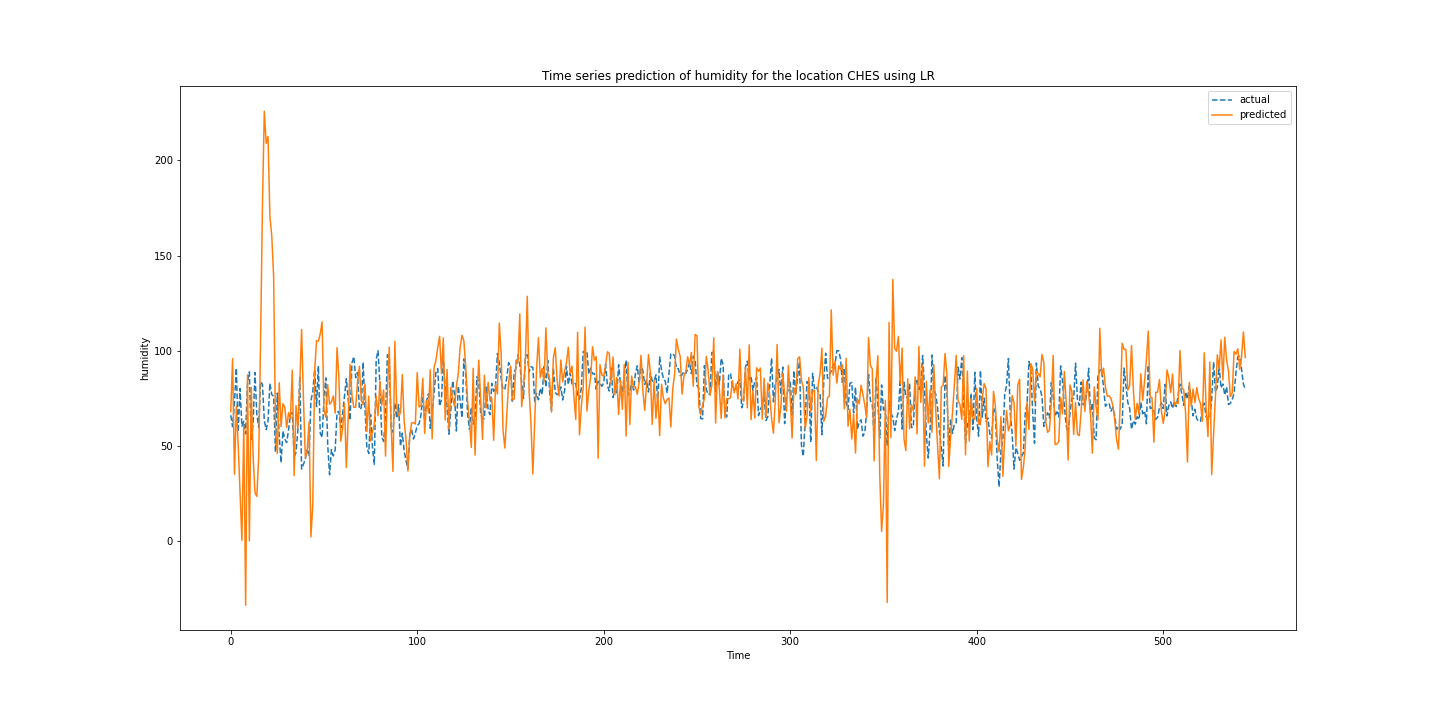 Time series prediction of humidity for the location CHES using LR
actual
predicted
200
150
100
50
0
humidity
0 100 200 300 400 500
Time